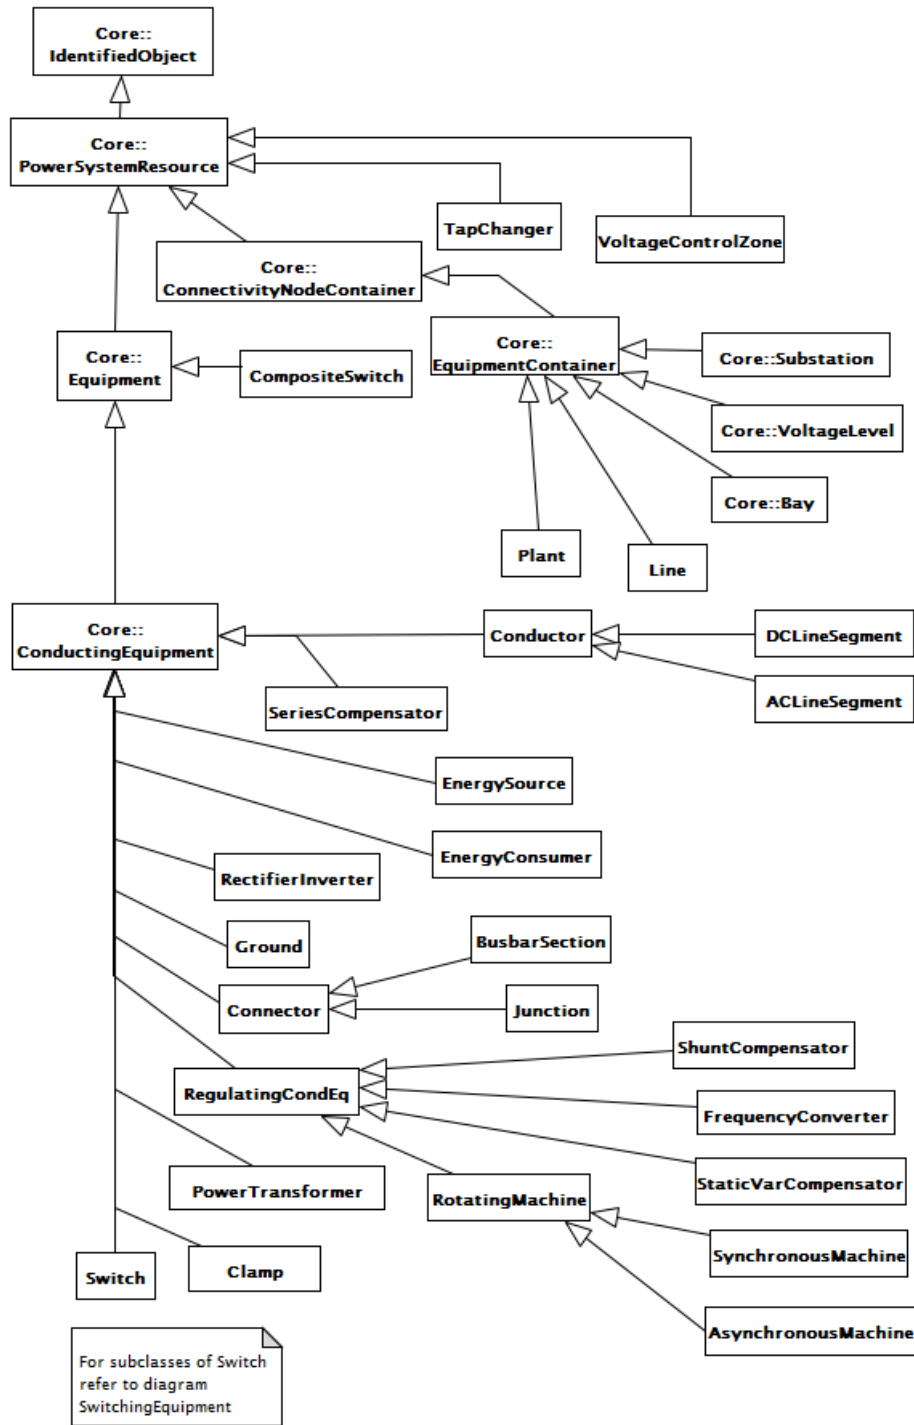 Core::
IdentifiedObject
Core::
PowerSystemResource
TapChanger
VoltageControlZone
Core::
ConnectivityNodeContainer
Core::
Equipment
CompositeSwitch
Core::
EquipmentContainer
Core::Substation
Core::VoltageLevel
Core::Bay
Plant
Line
Core::
ConductingEquipment
Conductor
DCLineSegment
ACLineSegment
SeriesCompensator
EnergySource
EnergyConsumer
RectifierInverter
Ground
BusbarSection
Connector
Junction
ShuntCompensator
RegulatingCondEq
FrequencyConverter
StaticVarCompensator
PowerTransformer
RotatingMachine
SynchronousMachine
Switch
Clamp
AsynchronousMachine
For subclasses of Switch
refer to diagram
SwitchingEquipment